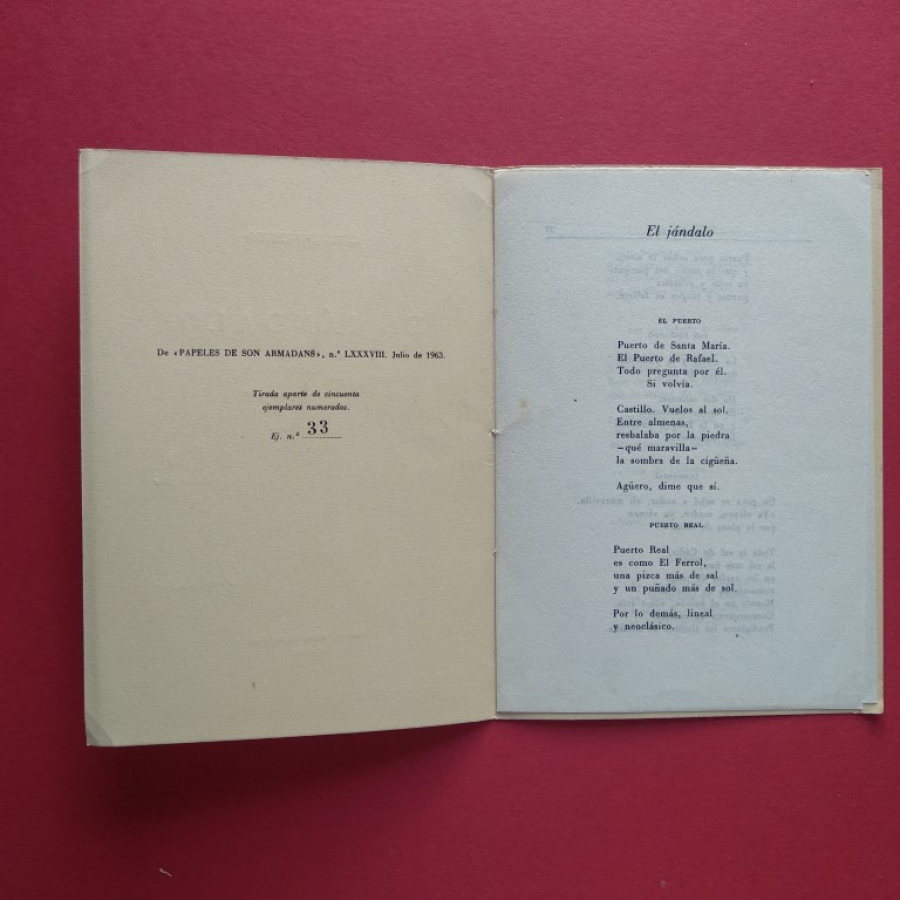 De «PAPELES DE SON ARMADANS», n.º LXXXVIII. Julio de 1963.
Tirada aparte de cincuenta
ejemplares numerados.
Ej. n.º 33
El jándalo
EL PUERTO
Puerto de Santa María.
El Puerto de Rafael.
Todo pregunta por él.
Si volvía.
Castillo. Vuelos al sol.
Entre almenas,
resbalaba por la piedra
—qué maravilla—
la sombra de la cigüeña.
Agüero, dime que sí.
PUERTO REAL
Puerto Real
es como El Ferrol,
una pizca más de sal
y un puñado más de sol.
Por lo demás, lineal
y neoclásico.